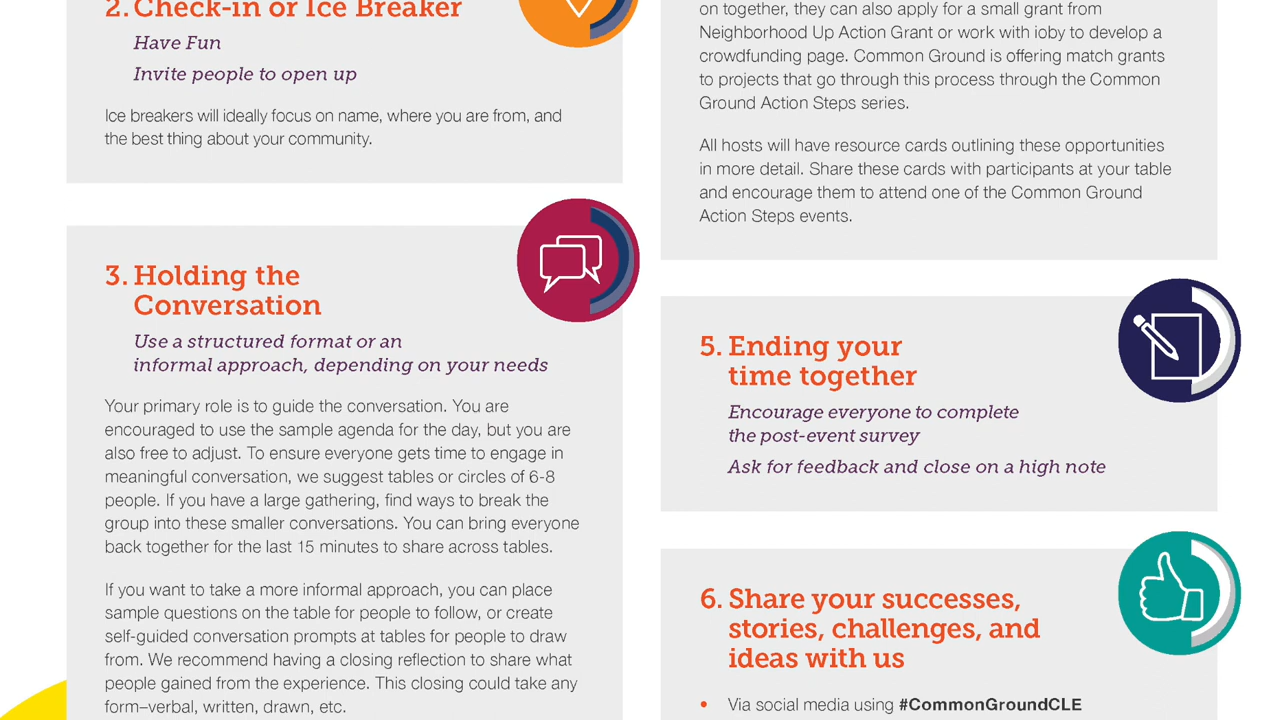 2. Check-in or Ice Breaker
Have Fun
Invite people to open up
Ice breakers will ideally focus on name, where you are from, and
the best thing about your community.
3. Holding the
Conversation
Use a structured format or an
informal approach, depending on your needs
Your primary role is to guide the conversation. You are
encouraged to use the sample agenda for the day, but you are
also free to adjust. To ensure everyone gets time to engage in
meaningful conversation, we suggest tables or circles of 6-8
people. If you have a large gathering, find ways to break the
group into these smaller conversations. You can bring everyone
back together for the last 15 minutes to share across tables.
If you want to take a more informal approach, you can place
sample questions on the table for people to follow, or create
self-guided conversation prompts at tables for people to draw
from. We recommend having a closing reflection to share what
people gained from the experience. This closing could take any
form–verbal, written, drawn, etc.
on together, they can also apply for a small grant from
Neighborhood Up Action Grant or work with ioby to develop a
crowdfunding page. Common Ground is offering match grants
to projects that go through this process through the Common
Ground Action Steps series.
All hosts will have resource cards outlining these opportunities
in more detail. Share these cards with participants at your table
and encourage them to attend one of the Common Ground
Action Steps events.
5. Ending your
time together
Encourage everyone to complete
the post-event survey
Ask for feedback and close on a high note
6. Share your successes,
stories, challenges, and
ideas with us
• Via social media using #CommonGroundCLE